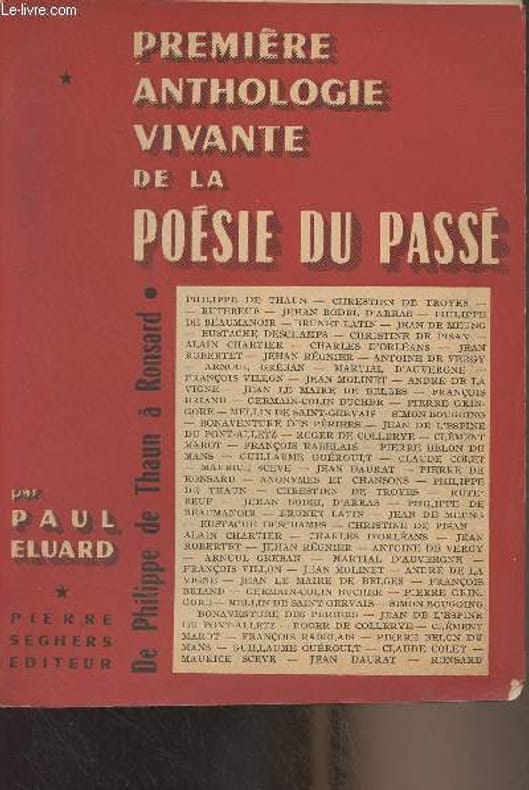 Le-livre.com
PREMIÈRE
ANTHOLOGIE
VIVANTE
DE LA
POÉSIE DU PASSÉ
De Philippe de Thaun à Ronsard •
PHILIPPE DE THAUN — CHRESTIEN DE TROYES —
— RUTEBEUF — JEHAN BODEL D'ARRAS — PHILIPPE
DE BEAUMANOIR — BRUNET LATIN — JEAN DE MEUNG
— EUSTACHE DESCHAMPS — CHRISTINE DE PISAN —
ALAIN CHARTIER — CHARLES D'ORLÉANS — JEAN
ROBERTET — JEHAN RÉGNIER — ANTOINE DE VERGY
— ARNOUL GREBAN — MARTIAL D'AUVERGNE —
FRANÇOIS VILLON — JEAN MOLINET — ANDRÉ DE LA
VIGNE — JEAN LE MAIRE DE BELGES — FRANÇOIS
BRIAND — GERMAIN-COLIN BUCHER — PIERRE GRIN-
GORE — MELLIN DE SAINT-GERVAIS — SIMON BOUGOING
— BONAVENTURE DES PÉRIERS — JEAN DE L'ESPINE
DU PONT-ALLETZ — ROGER DE COLLERYE — CLÉMENT
MAROT — FRANÇOIS RABELAIS — PIERRE BELON DU
MANS — GUILLAUME GUÉROULT — CLAUDE COLET
— MAURICE SCEVE — JEAN DAURAT — PIERRE DE
RONSARD — ANONYMES ET CHANSONS — PHILIPPE
DE THAUN — CHRESTIEN DE TROYES — RUTE-
BEUF — JEHAN BODEL D'ARRAS — PHILIPPE DE
BEAUMANOIR — BRUNET LATIN — JEAN DE MEUNG
— EUSTACHE DESCHAMPS — CHRISTINE DE PISAN —
ALAIN CHARTIER — CHARLES D'ORLÉANS — JEAN
ROBERTET — JEHAN RÉGNIER — ANTOINE DE VERGY
— ARNOUL GREBAN — MARTIAL D'AUVERGNE —
FRANÇOIS VILLON — JEAN MOLINET — ANDRÉ DE LA
VIGNE — JEAN LE MAIRE DE BELGES — FRANÇOIS
BRIAND — GERMAIN-COLIN BUCHER — PIERRE GRIN-
GORE — MELLIN DE SAINT-GERVAIS — SIMON BOUGOING
— BONAVENTURE DES PÉRIERS — JEAN DE L'ESPINE
DU PONT-ALLETZ — ROGER DE COLLERYE — CLÉMENT
MAROT — FRANÇOIS RABELAIS — PIERRE BELON DU
MANS — GUILLAUME GUÉROULT — CLAUDE COLET —
MAURICE SCEVE — JEAN DAURAT — RONSARD
par
PAUL
ELUARD
PIERRE
SEGHERS
EDITEUR